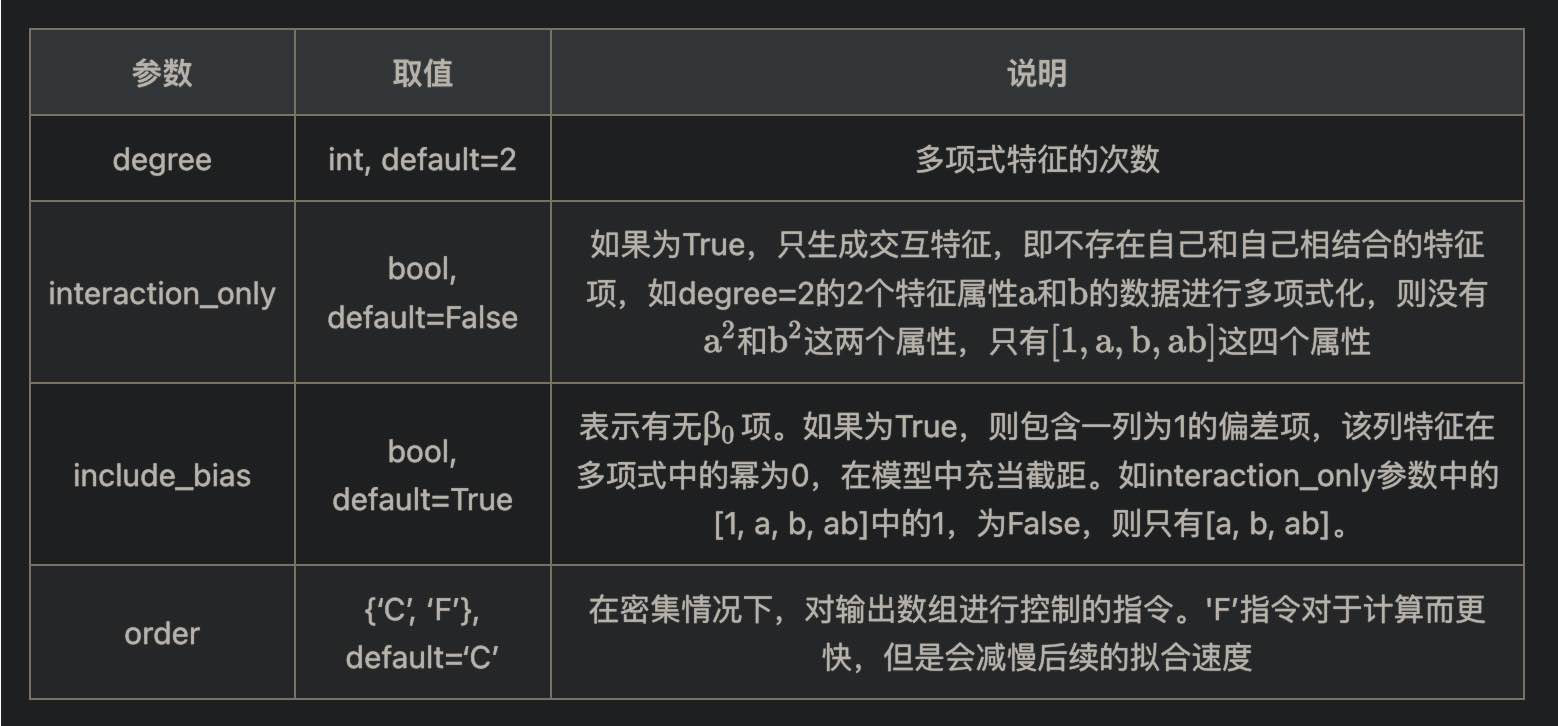 参数
取值
说明
degree
int, default=2
多项式特征的次数
interaction_only
bool,
default=False
如果为True，只生成交互特征，即不存在自己和自己相结合的特征
项，如degree=2的2个特征属性a和b的数据进行多项式化，则没有
a²和b²这两个属性，只有[1, a, b, ab]这四个属性
include_bias
bool,
default=True
表示有无β₀项。如果为True，则包含一列为1的偏差项，该列特征在
多项式中的幂为0，在模型中充当截距。如interaction_only参数中的
[1, a, b, ab]中的1，为False，则只有[a, b, ab]。
order
{‘C’, ‘F’},
default=‘C’
在密集情况下，对输出数组进行控制的指令。'F’指令对于计算而更
快，但是会减慢后续的拟合速度